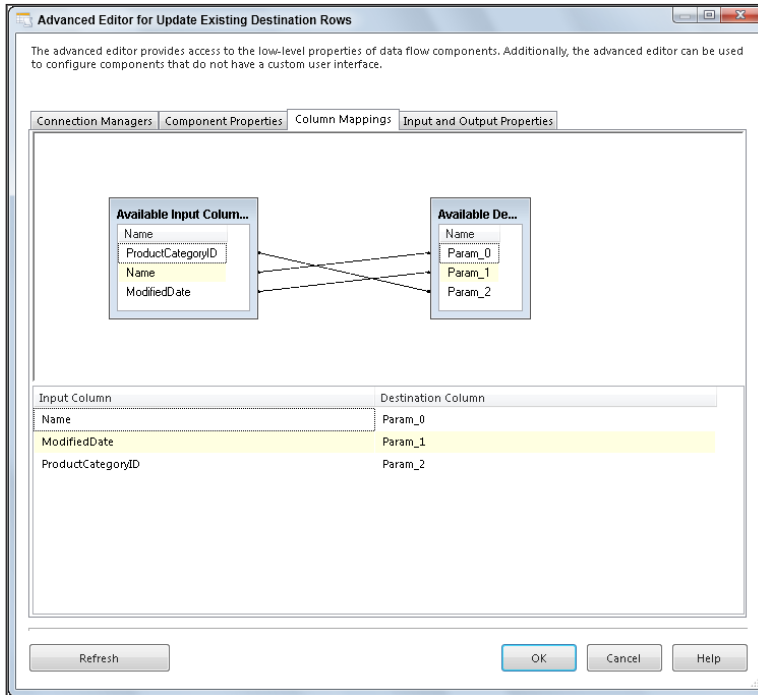 Advanced Editor for Update Existing Destination Rows
The advanced editor provides access to the low-level properties of data flow components. Additionally, the advanced editor can be used
to configure components that do not have a custom user interface.
Connection Managers Component Properties Column Mappings Input and Output Properties
Available Input Colum...
Name
ProductCategoryID
Name
ModifiedDate
Available De...
Name
Param_0
Param_1
Param_2
Input Column Destination Column
Name Param_0
ModifiedDate Param_1
ProductCategoryID Param_2
Refresh OK Cancel Help